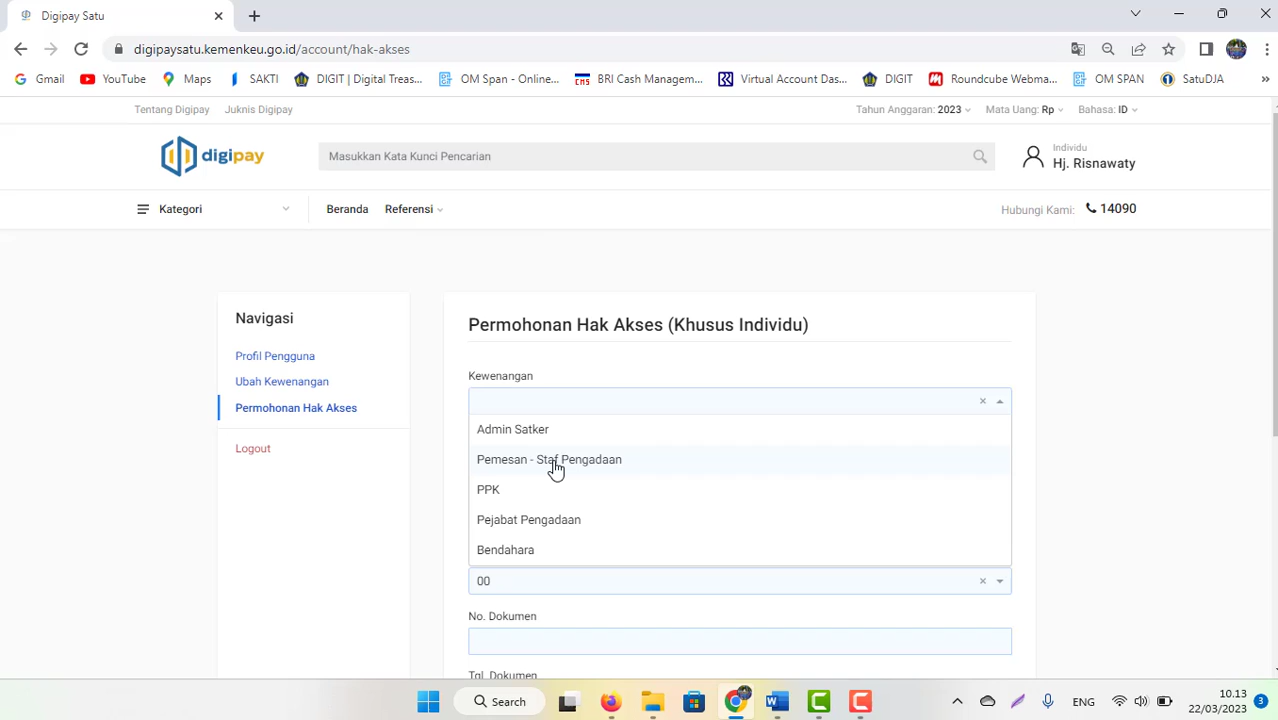 Digipay Satu
digipaysatu.kemenkeu.go.id/account/hak-akses
Gmail YouTube Maps SAKTI DIGIT | Digital Treas... OM Span - Online... CMS BRI Cash Managem... Virtual Account Das... DIGIT Roundcube Webma... OM SPAN SatuDJA »
Tentang Digipay Juknis Digipay Tahun Anggaran: 2023 Mata Uang: Rp Bahasa: ID
digipay Masukkan Kata Kunci Pencarian Individu
Hj. Risnawaty
Kategori Beranda Referensi Hubungi Kami: 14090
Navigasi
Profil Pengguna
Ubah Kewenangan
Permohonan Hak Akses
Logout
Permohonan Hak Akses (Khusus Individu)
Kewenangan
Admin Satker
Pemesan - Staf Pengadaan
PPK
Pejabat Pengadaan
Bendahara
00
No. Dokumen
Tgl. Dokumen
Search ENG 10.13
22/03/2023 3